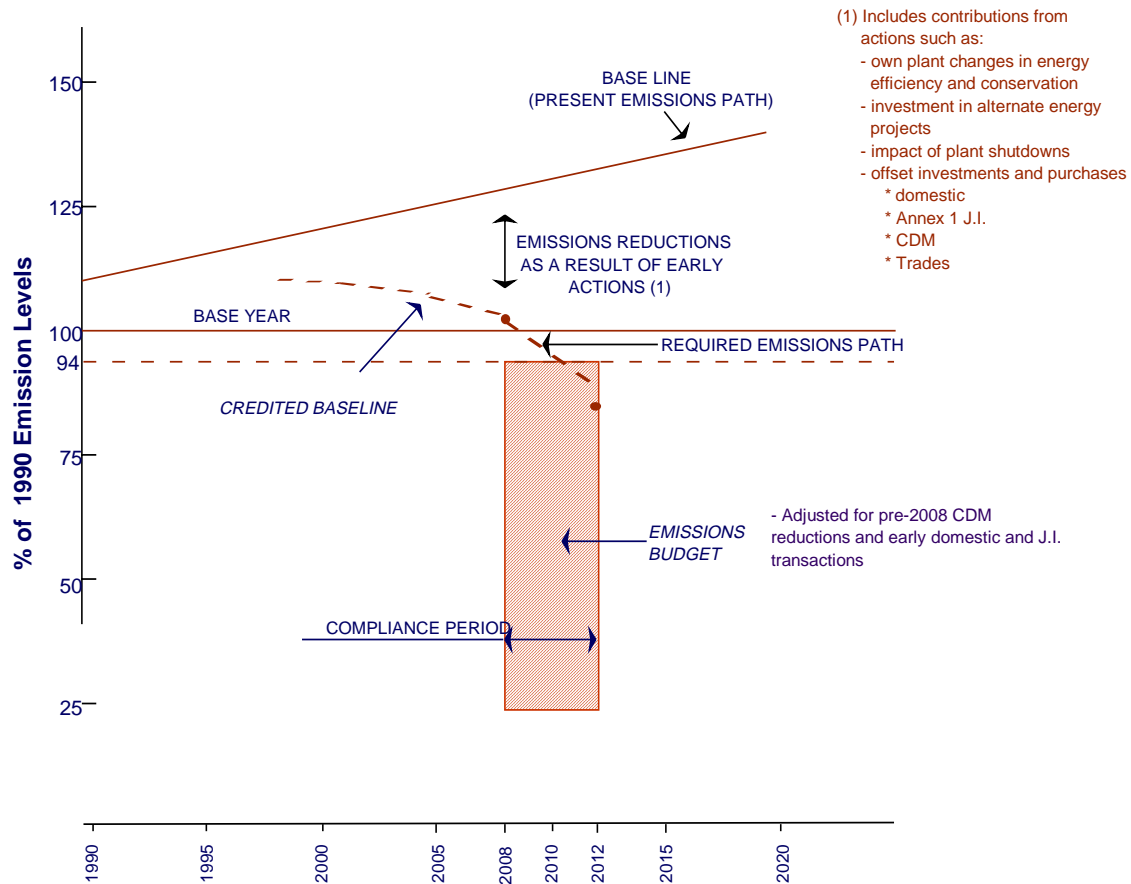 (1) Includes contributions from
actions such as:
- own plant changes in energy
efficiency and conservation
- investment in alternate energy
projects
- impact of plant shutdowns
- offset investments and purchases
* domestic
* Annex 1 J.I.
* CDM
* Trades
BASE LINE
(PRESENT EMISSIONS PATH)
150
125
EMISSIONS REDUCTIONS
AS A RESULT OF EARLY
ACTIONS (1)
BASE YEAR
100
REQUIRED EMISSIONS PATH
94
CREDITED BASELINE
75
% of 1990 Emission Levels
- Adjusted for pre-2008 CDM
reductions and early domestic and J.I.
transactions
EMISSIONS
BUDGET
50
COMPLIANCE PERIOD
25
1990
1995
2000
2005
2008
2010
2012
2015
2020